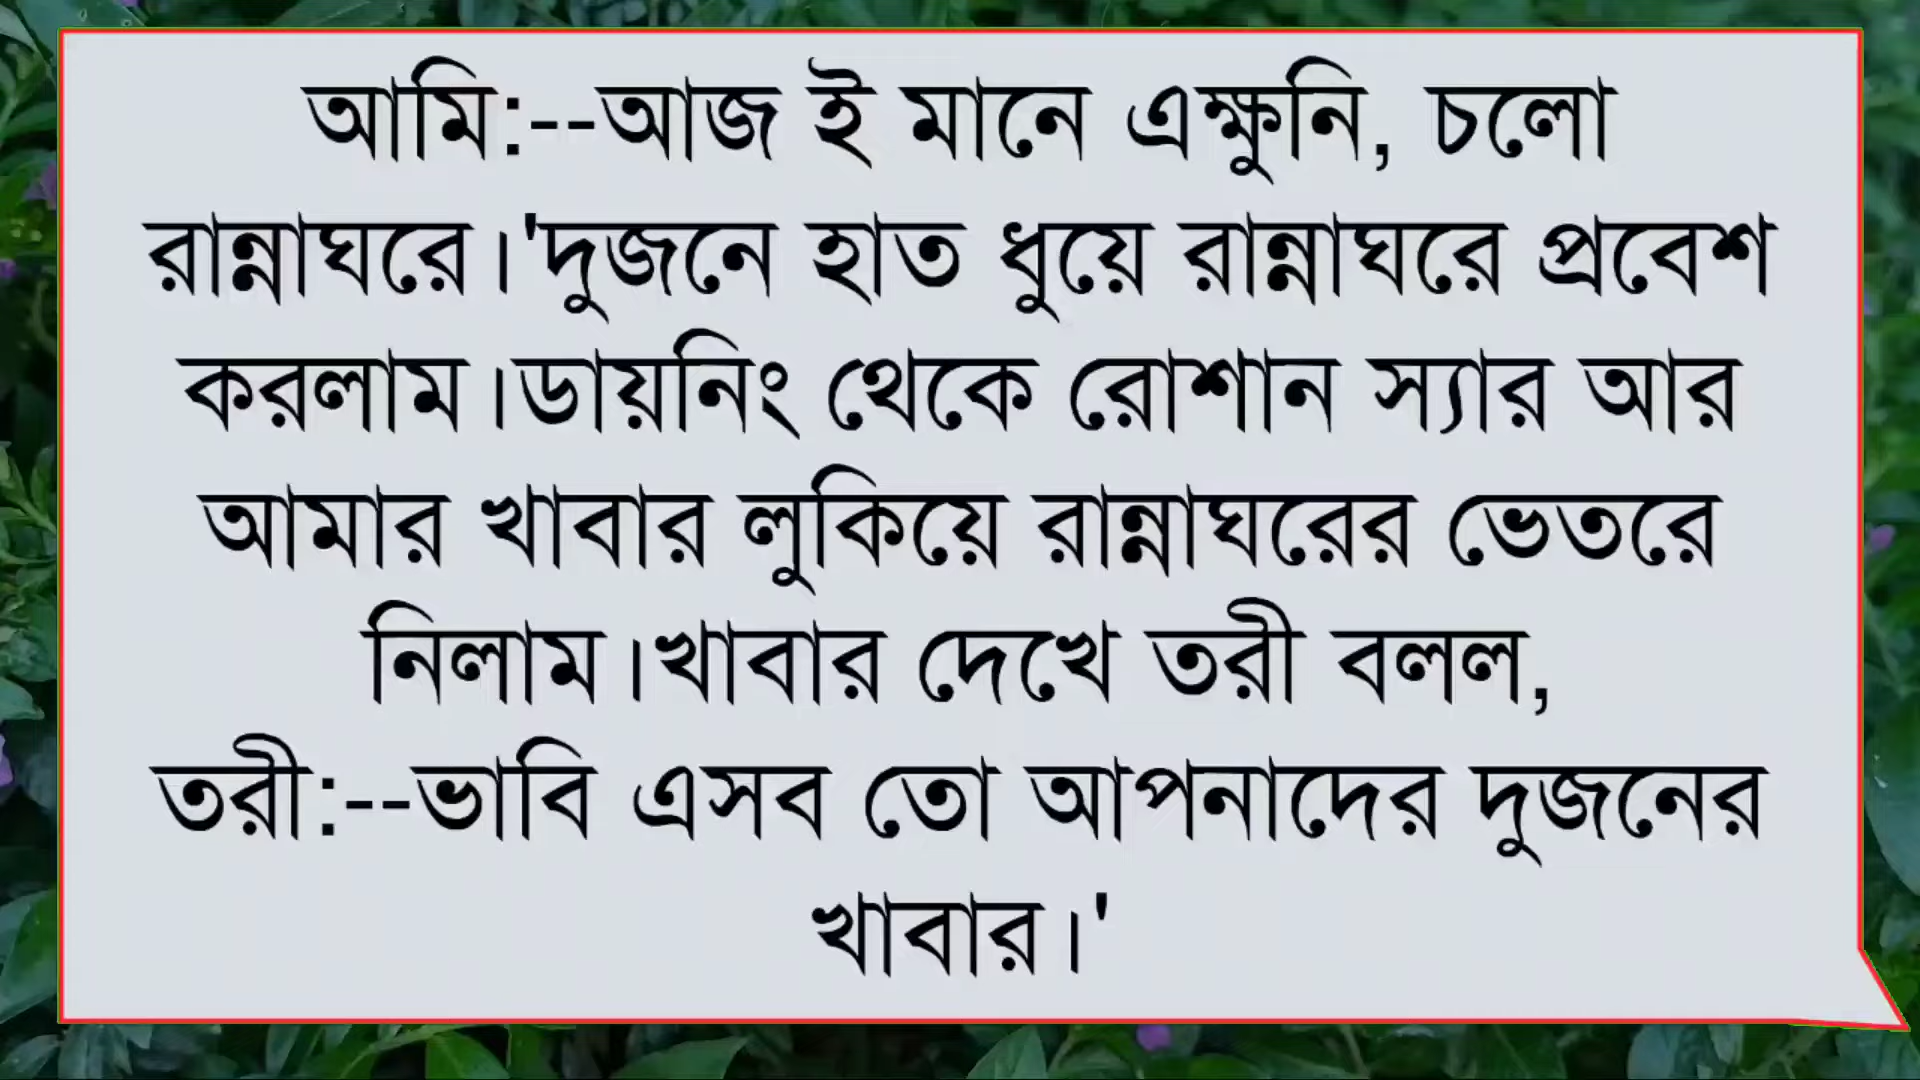 আমি:--আজ ই মানে এক্ষুনি, চলো
রান্নাঘরে।'দুজনে হাত ধুয়ে রান্নাঘরে প্রবেশ
করলাম।ডায়নিং থেকে রোশান স্যার আর
আমার খাবার লুকিয়ে রান্নাঘরের ভেতরে
নিলাম।খাবার দেখে তরী বলল,
তরী:--ভাবি এসব তো আপনাদের দুজনের
খাবার।'